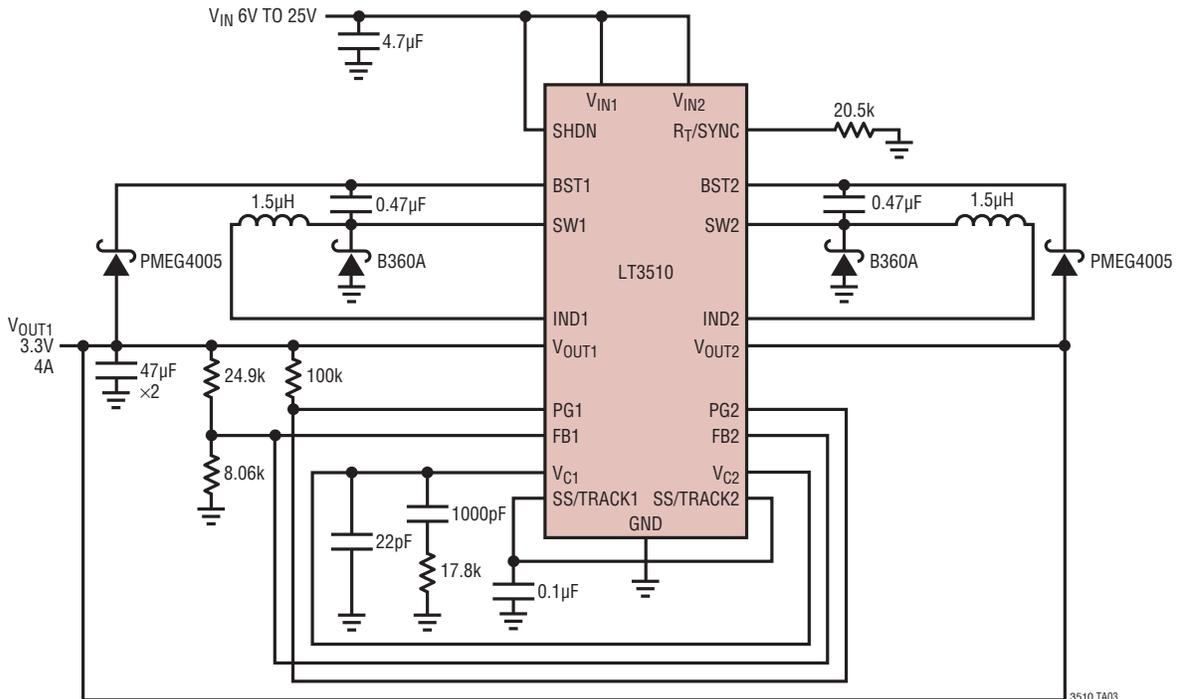 VIN 6V TO 25V
4.7µF
VIN1
VIN2
SHDN
RT/SYNC
20.5k
BST1
BST2
1.5µH
0.47µF
0.47µF
1.5µH
SW1
SW2
PMEG4005
B360A
LT3510
B360A
PMEG4005
IND1
IND2
VOUT1
3.3V
4A
VOUT1
VOUT2
47µF
×2
24.9k
100k
PG1
PG2
FB1
FB2
8.06k
VC1
VC2
SS/TRACK1
SS/TRACK2
1000pF
GND
22pF
17.8k
0.1µF
3510 TA03